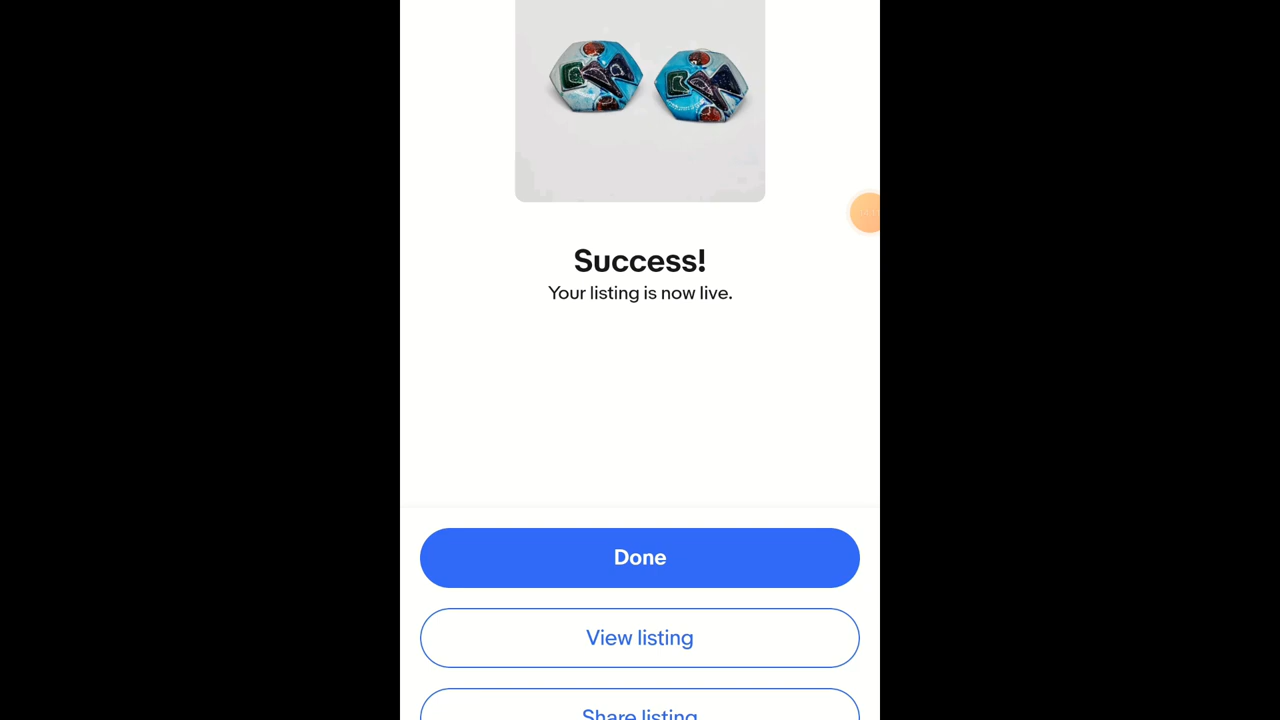 Success!
Your listing is now live.
Done
View listing
Share listing